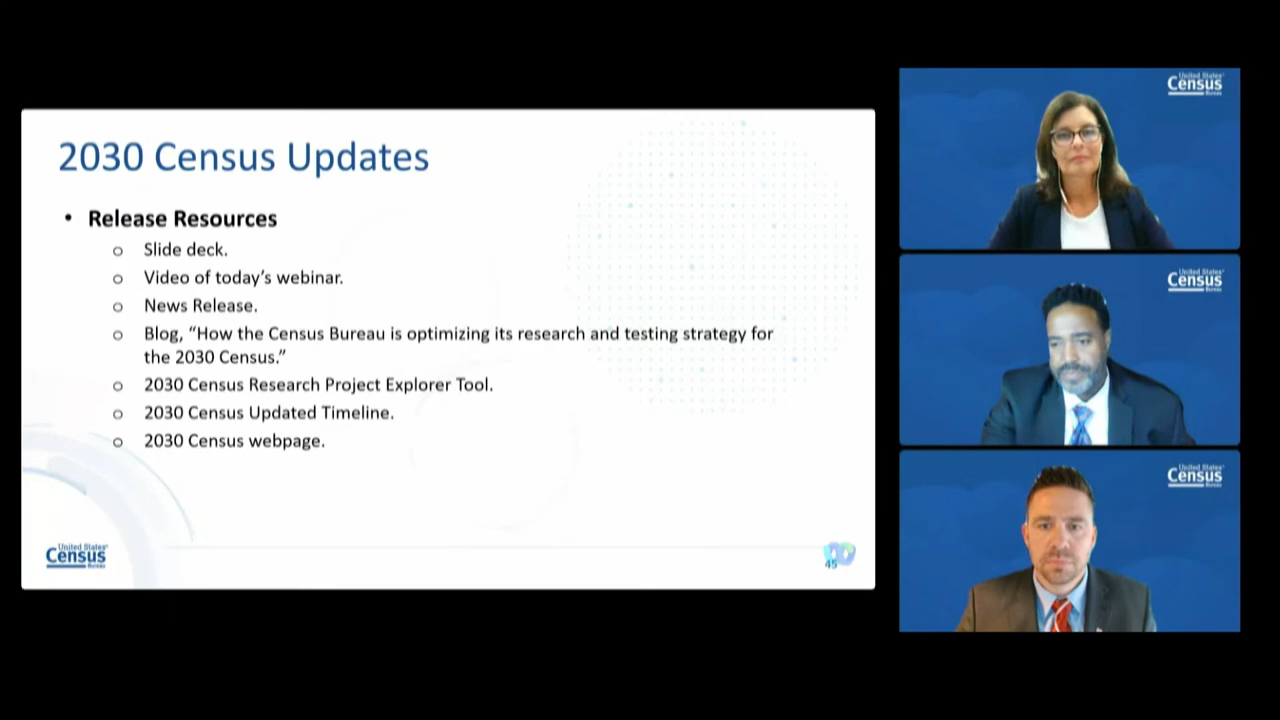 2030 Census Updates
• Release Resources
o Slide deck.
o Video of today’s webinar.
o News Release.
o Blog, “How the Census Bureau is optimizing its research and testing strategy for
the 2030 Census.”
o 2030 Census Research Project Explorer Tool.
o 2030 Census Updated Timeline.
o 2030 Census webpage.
United States®
Census
Bureau
45
United States®
Census
Bureau
United States®
Census
Bureau
United States®
Census
Bureau